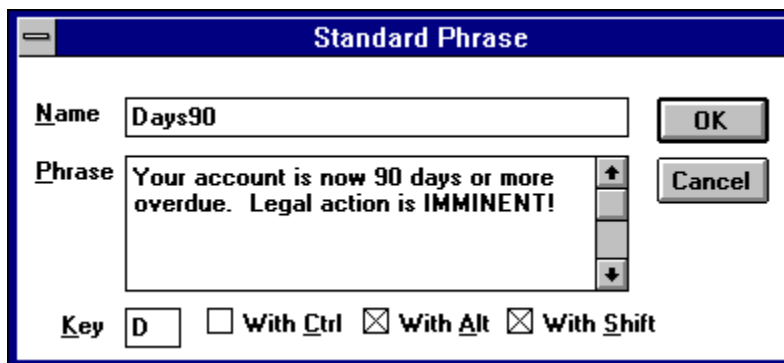 Standard Phrase
Name Days90 OK
Phrase Your account is now 90 days or more Cancel
overdue.  Legal action is IMMINENT!
Key D With Ctrl With Alt With Shift